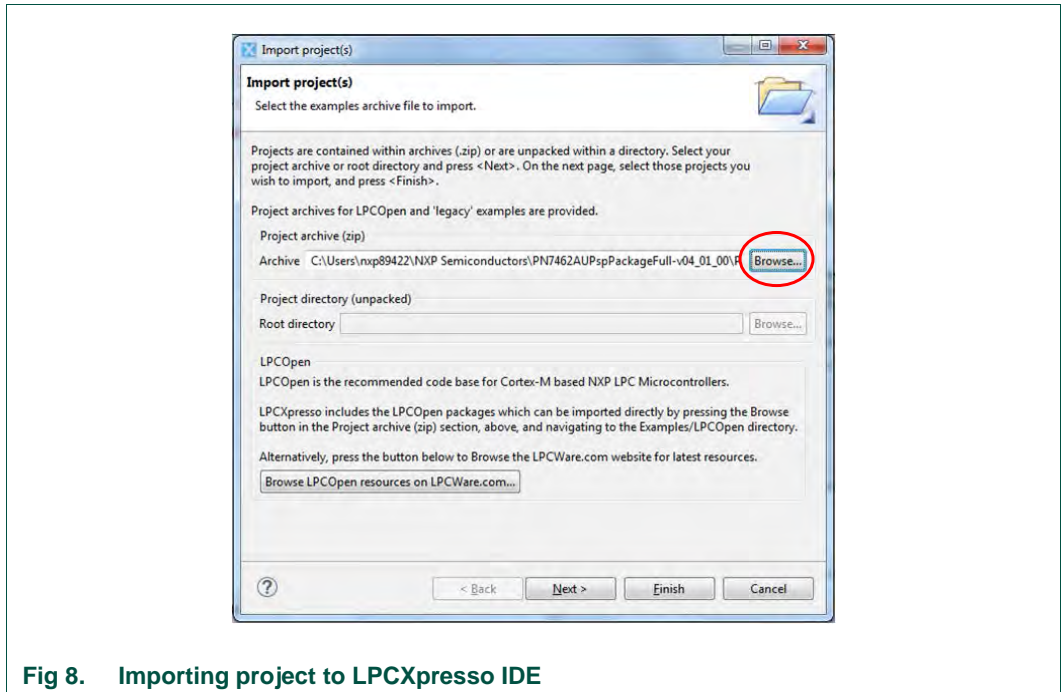 Import project(s)
Import project(s)
Select the examples archive file to import.
Projects are contained within archives (.zip) or are unpacked within a directory. Select your
project archive or root directory and press <Next>. On the next page, select those projects you
wish to import, and press <Finish>.
Project archives for LPCOpen and 'legacy' examples are provided.
Project archive (zip)
Archive C:\Users\nxp89422\NXP Semiconductors\PN7462AUPspPackageFull-v04_01_00\P Browse...
Project directory (unpacked)
Root directory Browse...
LPCOpen
LPCOpen is the recommended code base for Cortex-M based NXP LPC Microcontrollers.
LPCXpresso includes the LPCOpen packages which can be imported directly by pressing the Browse
button in the Project archive (zip) section, above, and navigating to the Examples/LPCOpen directory.
Alternatively, press the button below to Browse the LPCWare.com website for latest resources.
Browse LPCOpen resources on LPCWare.com...
? < Back Next > Finish Cancel
Fig 8. Importing project to LPCXpresso IDE